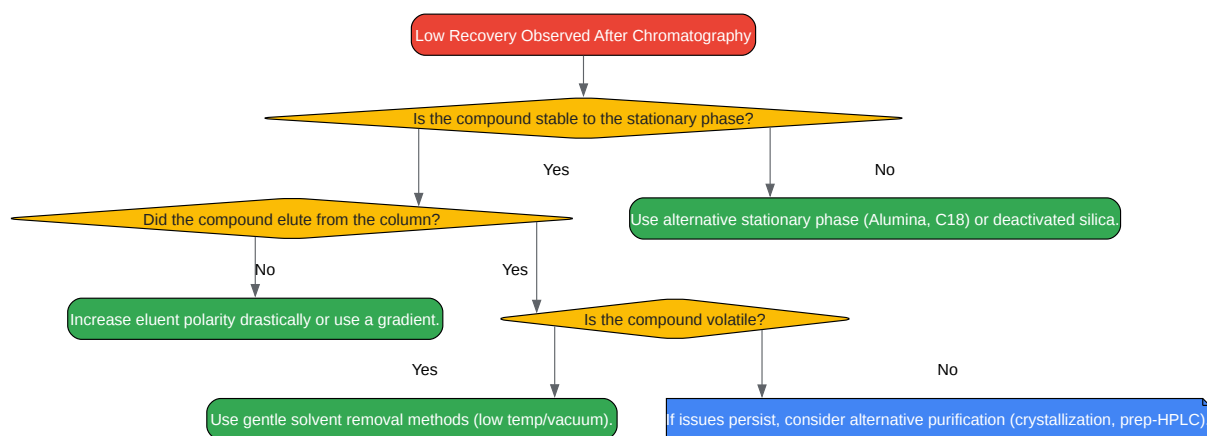 Low Recovery Observed After Chromatography
Is the compound stable to the stationary phase?
Yes
No
Did the compound elute from the column?
Use alternative stationary phase (Alumina, C18) or deactivated silica.
No
Yes
Increase eluent polarity drastically or use a gradient.
Is the compound volatile?
Yes
No
Use gentle solvent removal methods (low temp/vacuum).
If issues persist, consider alternative purification (crystallization, prep-HPLC)